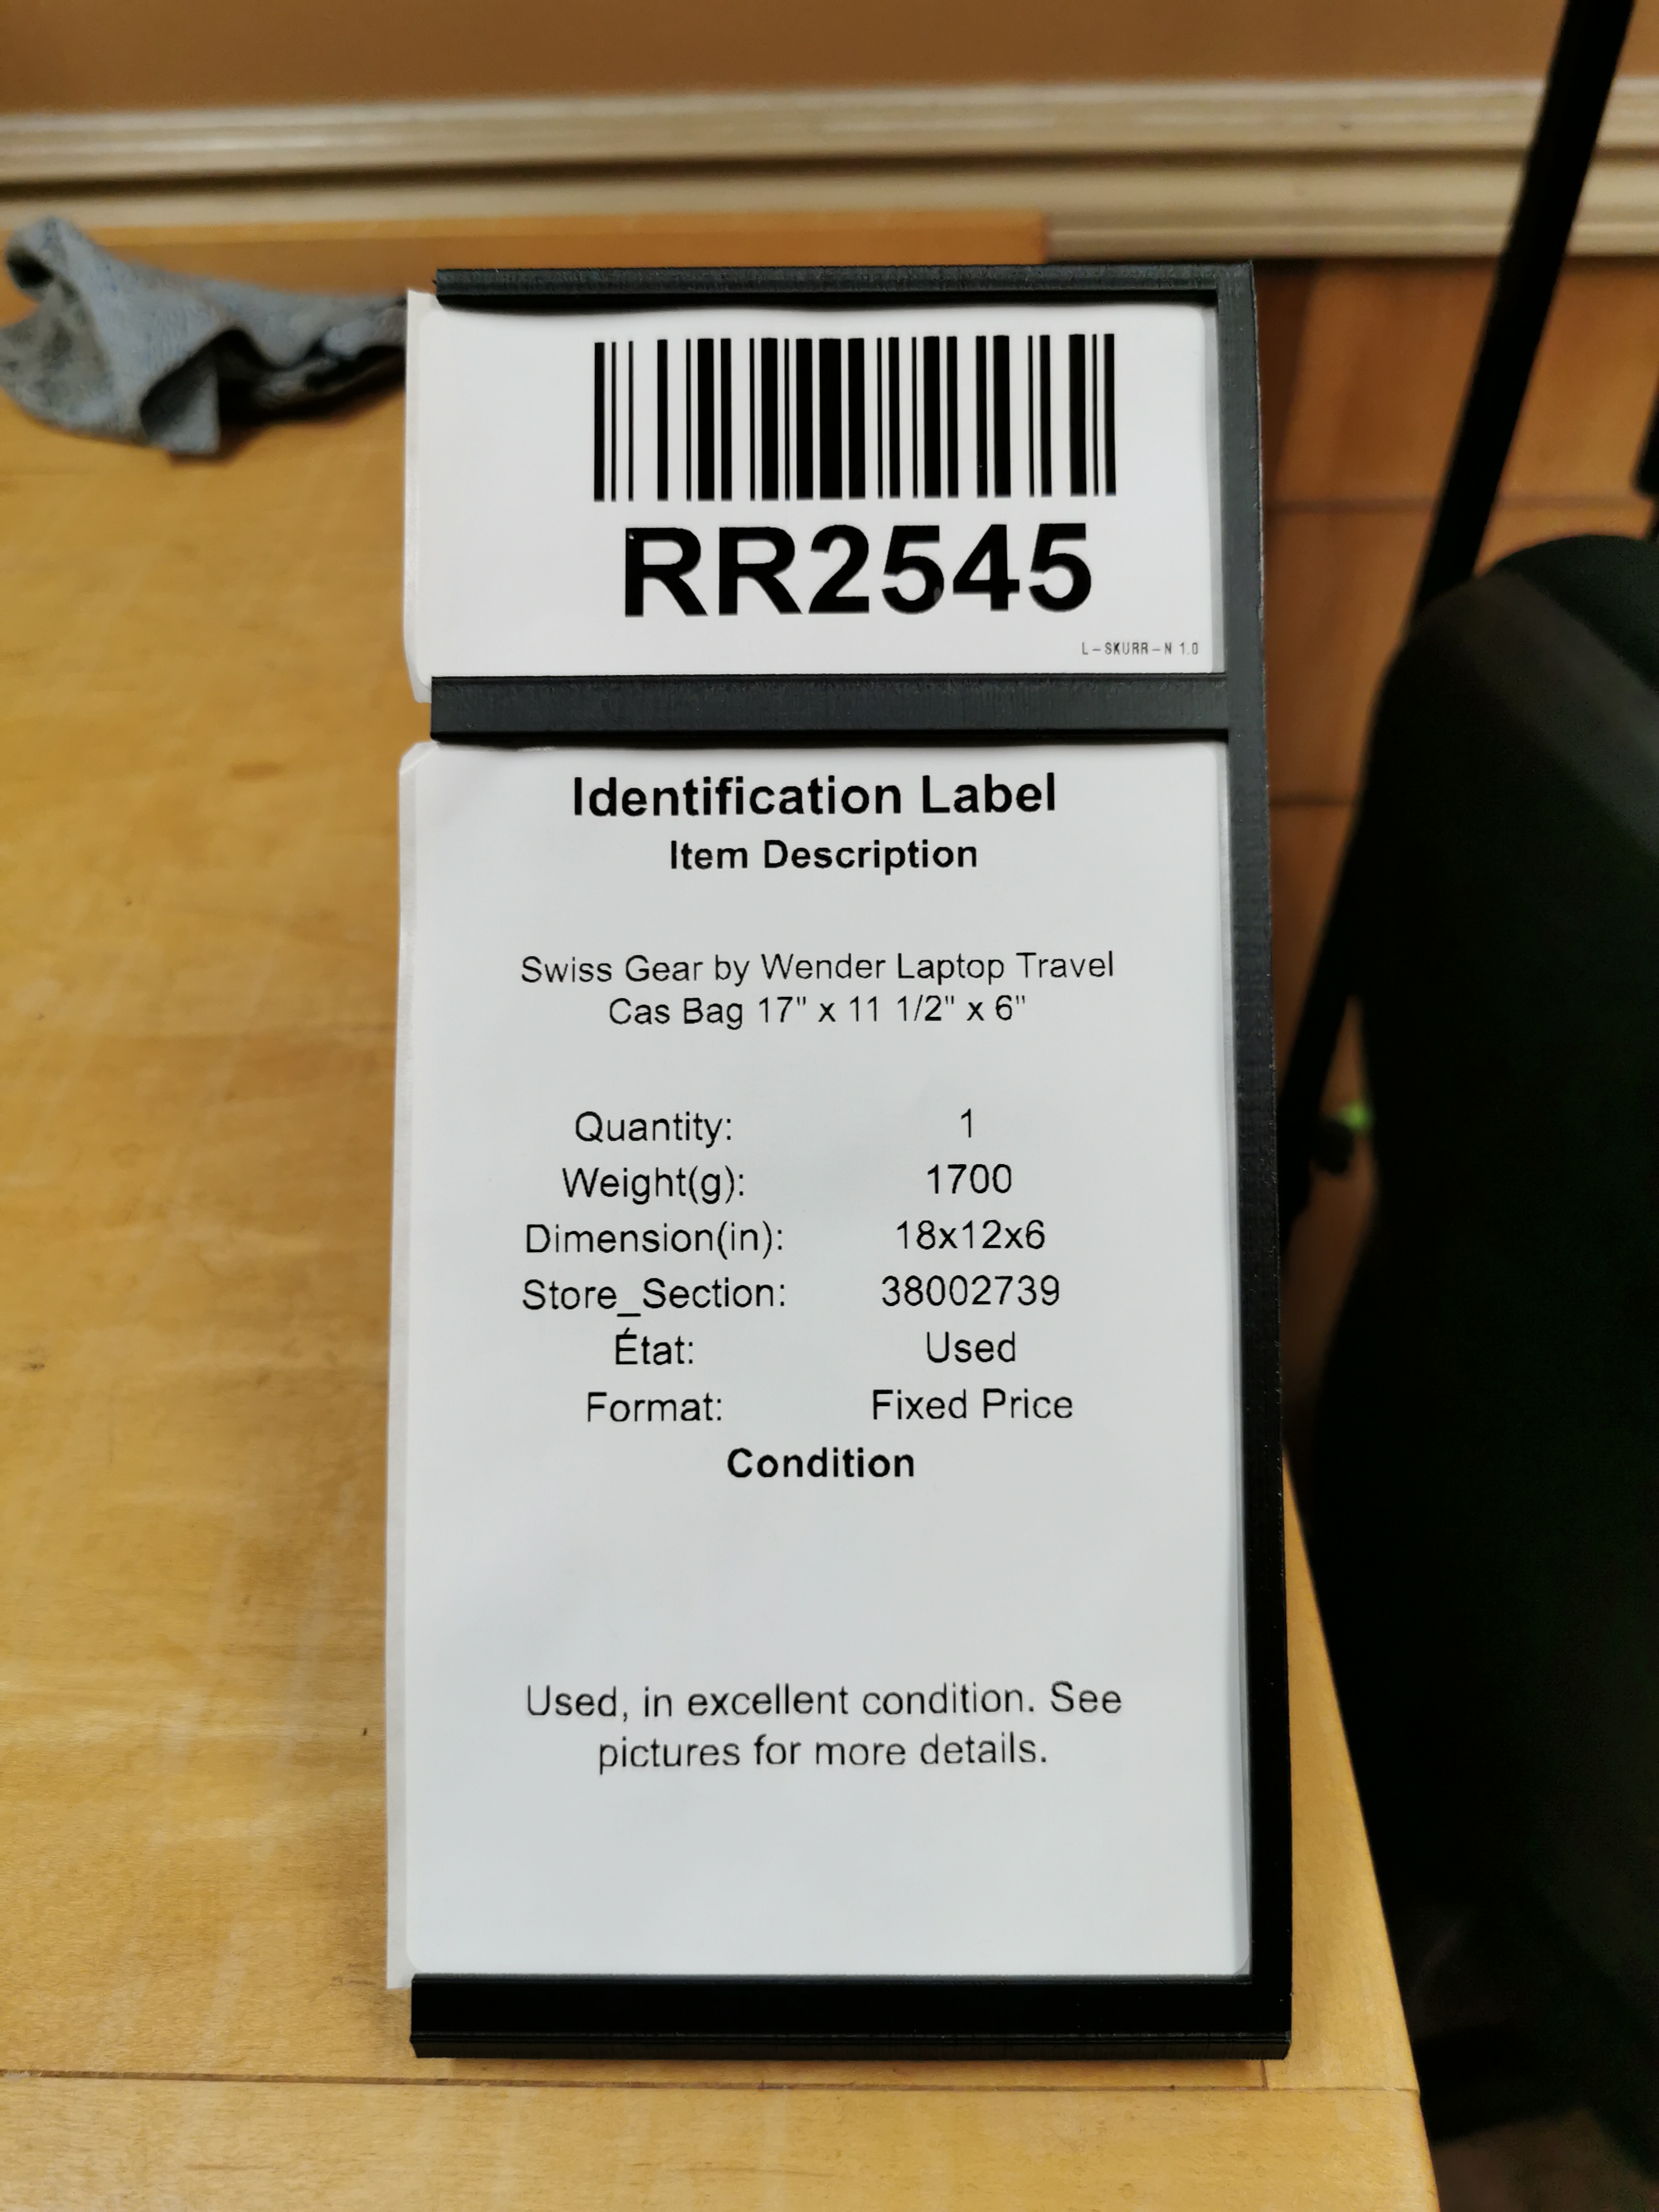 RR2545
L-SKURR-N 1.0
Identification Label
Item Description
Swiss Gear by Wender Laptop Travel
Cas Bag 17" x 11 1/2" x 6"
Quantity: 1
Weight(g): 1700
Dimension(in): 18x12x6
Store_Section: 38002739
État: Used
Format: Fixed Price
Condition
Used, in excellent condition. See
pictures for more details.